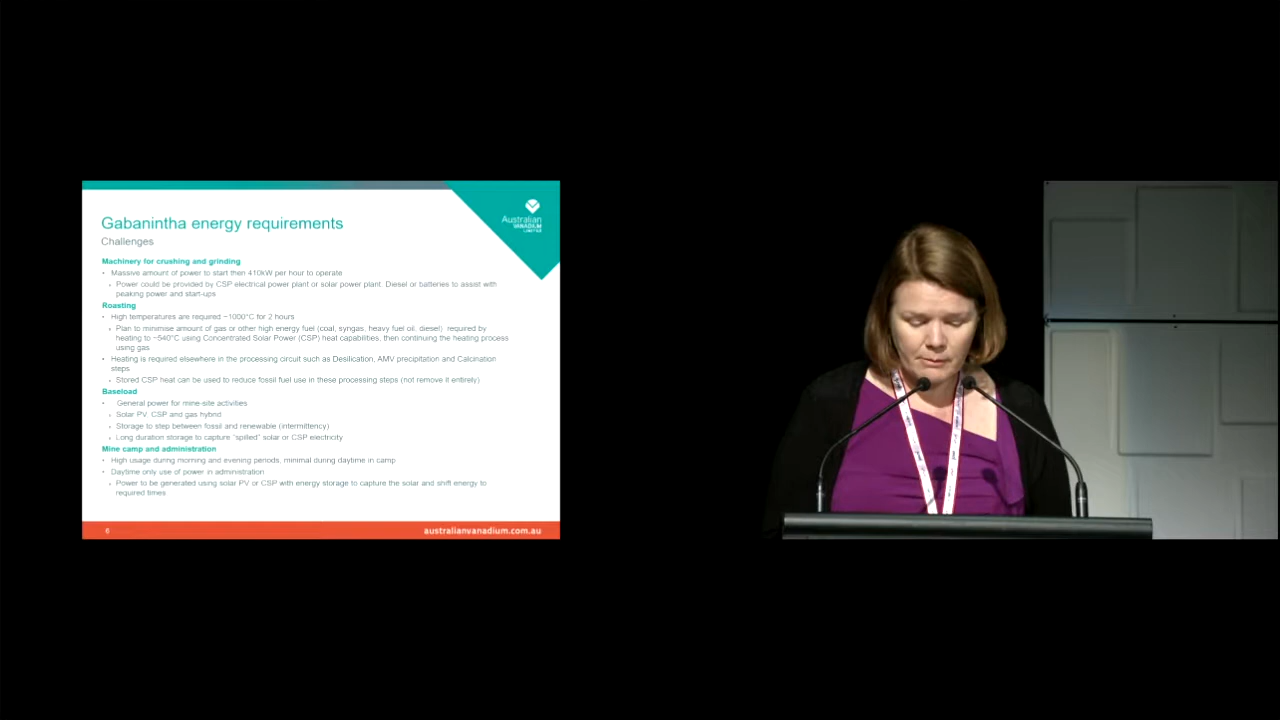 Gabanintha energy requirements
Challenges
Australian
VANADIUM
LIMITED
Machinery for crushing and grinding
• Massive amount of power to start then 410kW per hour to operate
Power could be provided by CSP electrical power plant or solar power plant. Diesel or batteries to assist with
peaking power and start-ups
Roasting
• High temperatures are required ~1000°C for 2 hours
Plan to minimise amount of gas or other high energy fuel (coal, syngas, heavy fuel oil, diesel) required by
heating to ~540°C using Concentrated Solar Power (CSP) heat capabilities, then continuing the heating process
using gas.
• Heating is required elsewhere in the processing circuit such as Desilication, AMV precipitation and Calcination
steps
Stored CSP heat can be used to reduce fossil fuel use in these processing steps (not remove it entirely)
Baseload
• General power for mine-site activities
Solar PV, CSP and gas hybrid
Storage to step between fossil and renewable (intermittency)
Long duration storage to capture "spilled" solar or CSP electricity
Mine camp and administration
• High usage during morning and evening periods, minimal during daytime in camp
• Daytime only use of power in administration
Power to be generated using solar PV or CSP with energy storage to capture the solar and shift energy to
required times
6
australianvanadium.com.au